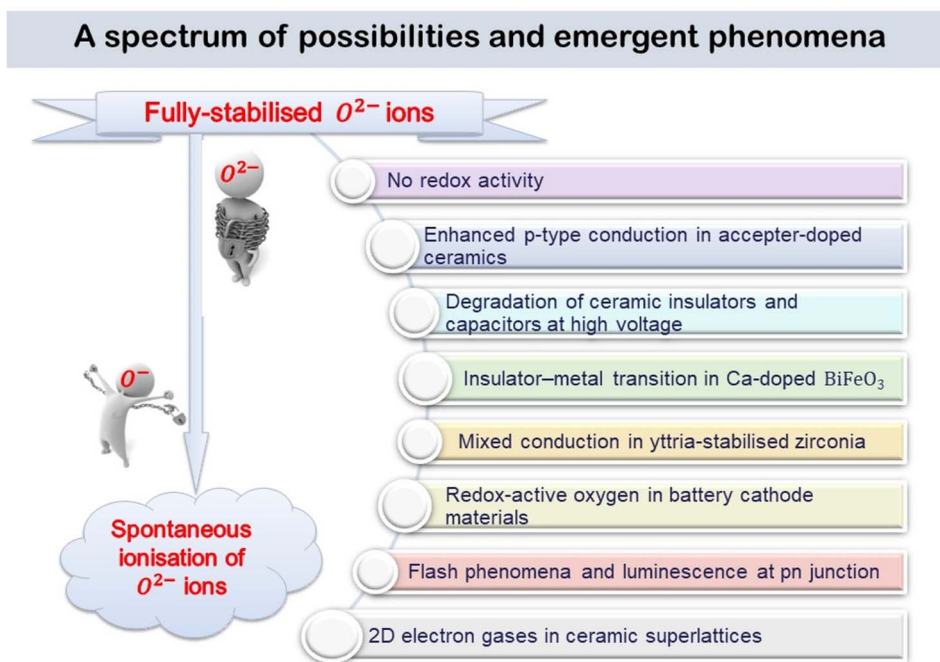 A spectrum of possibilities and emergent phenomena
Fully-stabilised O²⁻ ions
O²⁻
No redox activity
Enhanced p-type conduction in accepter-doped
ceramics
Degradation of ceramic insulators and
capacitors at high voltage
O⁻
Insulator–metal transition in Ca-doped BiFeO₃
Mixed conduction in yttria-stabilised zirconia
Redox-active oxygen in battery cathode
materials
Spontaneous
ionisation of
O²⁻ ions
Flash phenomena and luminescence at pn junction
2D electron gases in ceramic superlattices